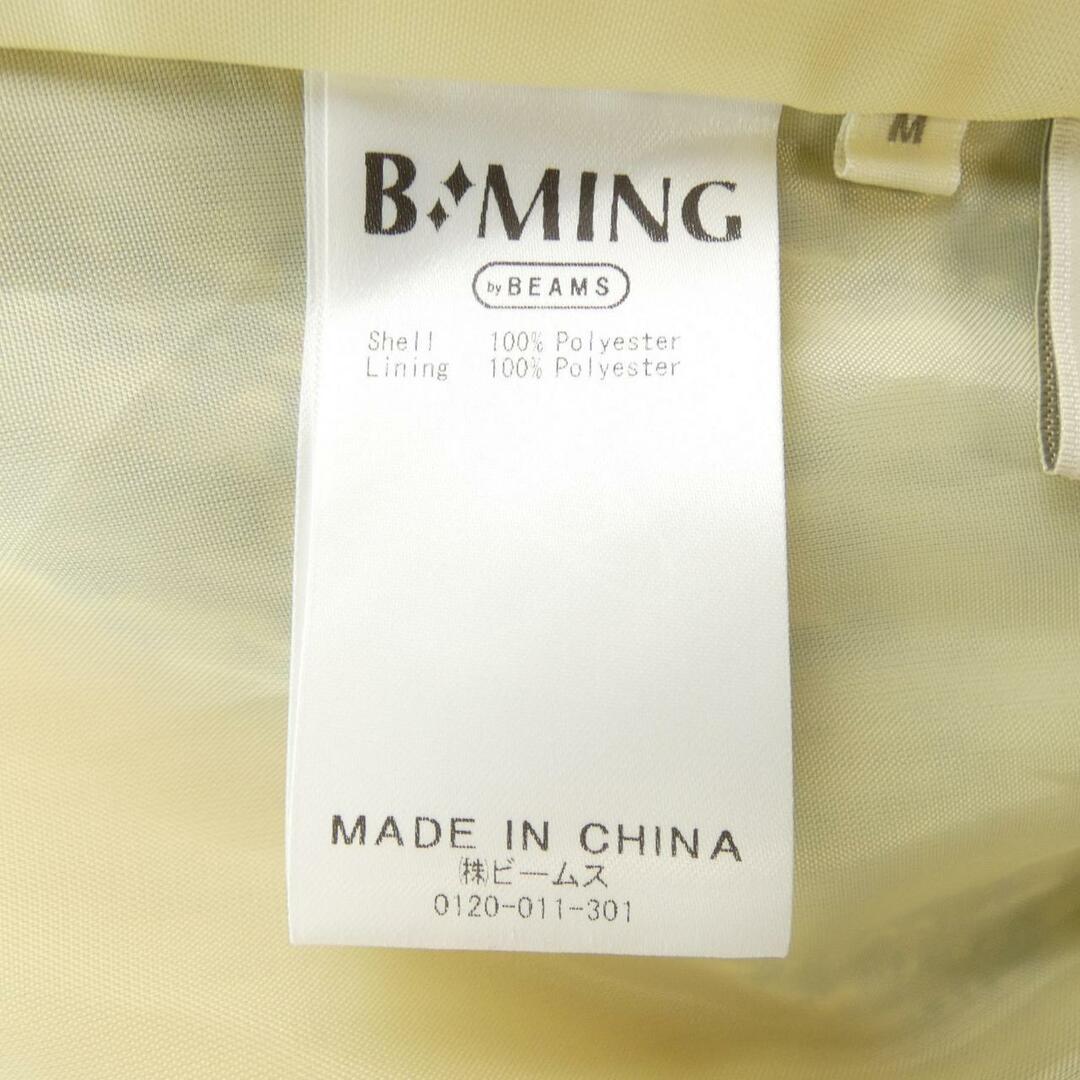 M
B MING
by BEAMS
Shell 100% Polyester
Lining 100% Polyester
MADE IN CHINA
㈱ビームス
0120-011-301